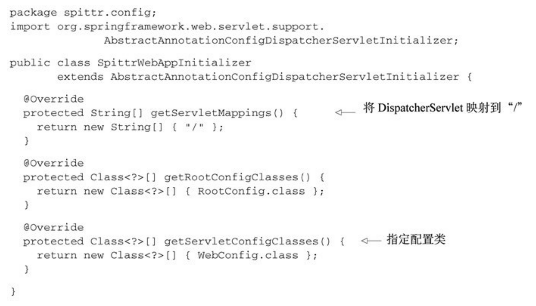 package spittr.config;
import org.springframework.web.servlet.support.
AbstractAnnotationConfigDispatcherServletInitializer;
public class SpittrWebAppInitializer
extends AbstractAnnotationConfigDispatcherServletInitializer {
@Override
protected String[] getServletMappings() { 将 DispatcherServlet 映射到“/”
return new String[] { "/" };
}
@Override
protected Class<?>[] getRootConfigClasses() {
return new Class<?>[] { RootConfig.class };
}
@Override
protected Class<?>[] getServletConfigClasses() { 指定配置类
return new Class<?>[] { WebConfig.class };
}
}